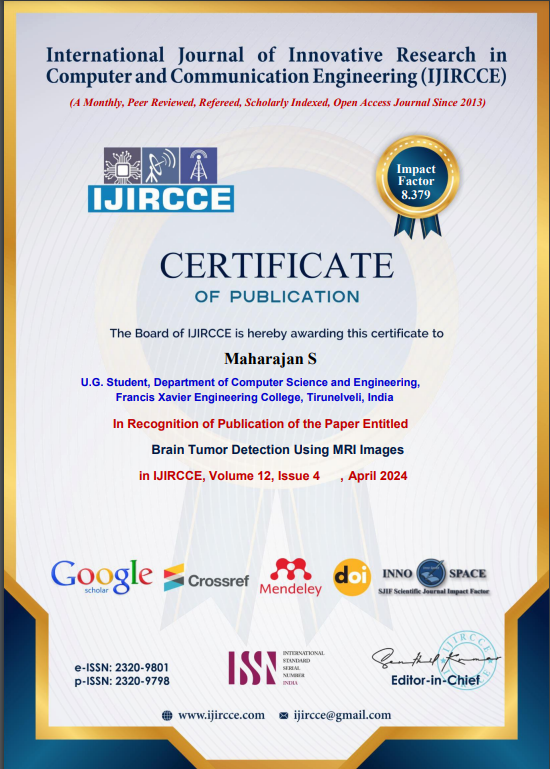 International Journal of Innovative Research in
Computer and Communication Engineering (IJIRCCE)
(A Monthly, Peer Reviewed, Refereed, Scholarly Indexed, Open Access Journal Since 2013)
IJIRCCE
Impact
Factor
8.379
CERTIFICATE
OF PUBLICATION
The Board of IJIRCCE is hereby awarding this certificate to
Maharajan S
U.G. Student, Department of Computer Science and Engineering,
Francis Xavier Engineering College, Tirunelveli, India
In Recognition of Publication of the Paper Entitled
Brain Tumor Detection Using MRI Images
in IJIRCCE, Volume 12, Issue 4 , April 2024
Google
scholar
Crossref
MENDELEY
doi
INNO SPACE
SJIF Scientific Journal Impact Factor
e-ISSN: 2320-9801
p-ISSN: 2320-9798
ISSN
INTERNATIONAL
STANDARD
SERIAL
NUMBER
INDIA
Senthil Kumar
IJIRCCE
Editor-in-Chief
www.ijircce.com ijircce@gmail.com